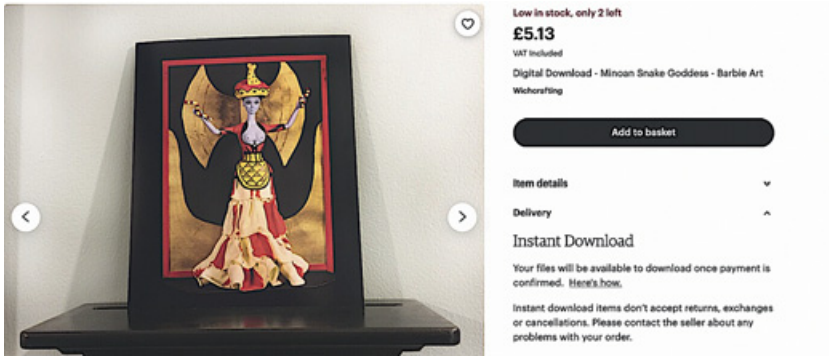 Low in stock, only 2 left
£5.13
VAT Included
Digital Download - Minoan Snake Goddess - Barbie Art
Wichcrafting
Add to basket
Item details
Delivery
Instant Download
Your files will be available to download once payment is
confirmed. Here's how.
Instant download items don't accept returns, exchanges
or cancellations. Please contact the seller about any
problems with your order.